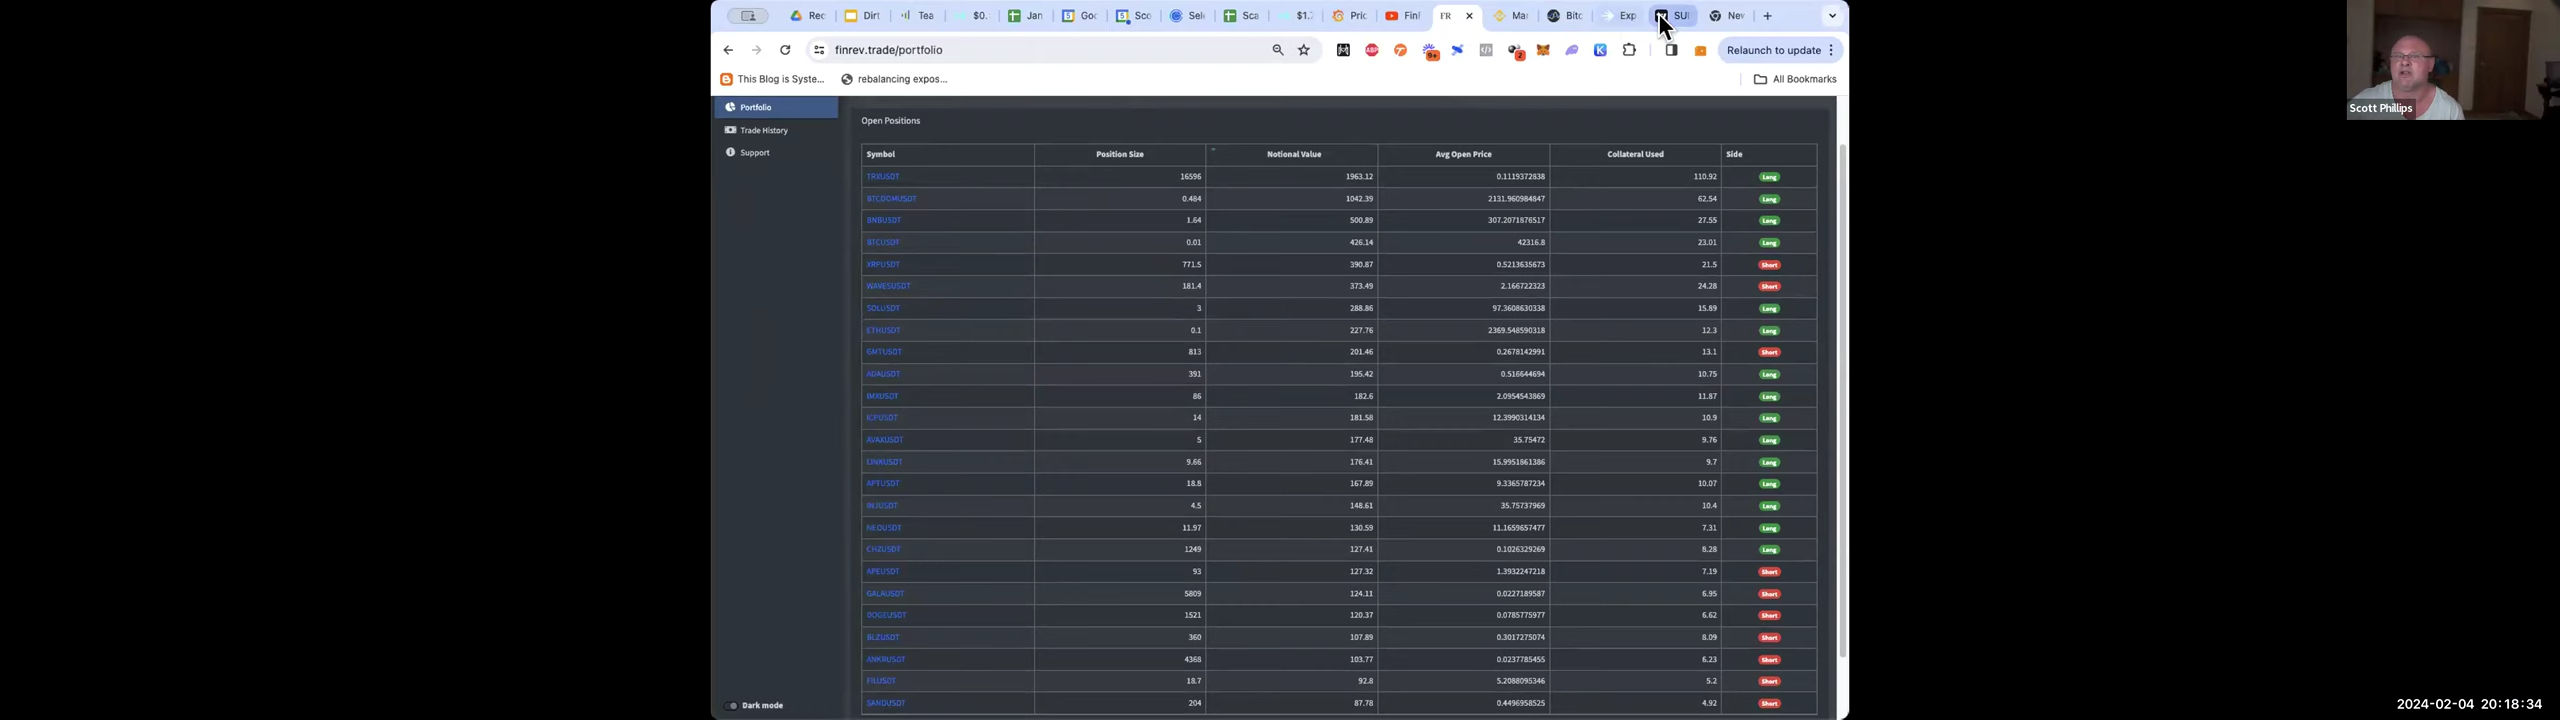 Rec Dirt Tea $0. Jan Goo Sco Sele Sca $1.7 Pric FinI FR Mar Bitc Exp SUI New
finrev.trade/portfolio Relaunch to update
This Blog is Syste... rebalancing expos... All Bookmarks
Portfolio
Trade History
Support
Open Positions
Symbol Position Size Notional Value Avg Open Price Collateral Used Side
TRXUSDT 16596 1963.12 0.1119372838 110.92 Long
BTCDOMUSDT 0.484 1042.39 2131.960984847 62.54 Long
BNBUSDT 1.64 500.89 307.2071876517 27.55 Long
BTCUSDT 0.01 426.14 42316.8 23.01 Long
XRPUSDT 771.5 390.87 0.5213635673 21.5 Short
WAVESUSDT 181.4 373.49 2.166722323 24.28 Short
SOLUSDT 3 288.86 97.3608630338 15.89 Long
ETHUSDT 0.1 227.76 2369.548590318 12.3 Long
GMTUSDT 813 201.46 0.2678142991 13.1 Short
ADAUSDT 391 195.42 0.516644694 10.75 Long
IMXUSDT 86 182.6 2.0954543869 11.87 Long
ICPUSDT 14 181.58 12.3990314134 10.9 Long
AVAXUSDT 5 177.48 35.75472 9.76 Long
LINKUSDT 9.66 176.41 15.9951861386 9.7 Long
APTUSDT 18.8 167.89 9.3365787234 10.07 Long
INJUSDT 4.5 148.61 35.75737969 10.4 Long
NEOUSDT 11.97 130.59 11.1659657477 7.31 Long
CHZUSDT 1249 127.41 0.1026329269 8.28 Long
APEUSDT 93 127.32 1.3932247218 7.19 Short
GALAUSDT 5809 124.11 0.0227189587 6.95 Short
DOGEUSDT 1521 120.37 0.0785775977 6.62 Short
BLZUSDT 360 107.89 0.3017275074 8.09 Short
ANKRUSDT 4368 103.77 0.0237785455 6.23 Short
FILUSDT 18.7 92.8 5.2088095346 5.2 Short
SANDUSDT 204 87.78 0.4496958525 4.92 Short
Dark mode
Scott Phillips
2024-02-04 20:18:34